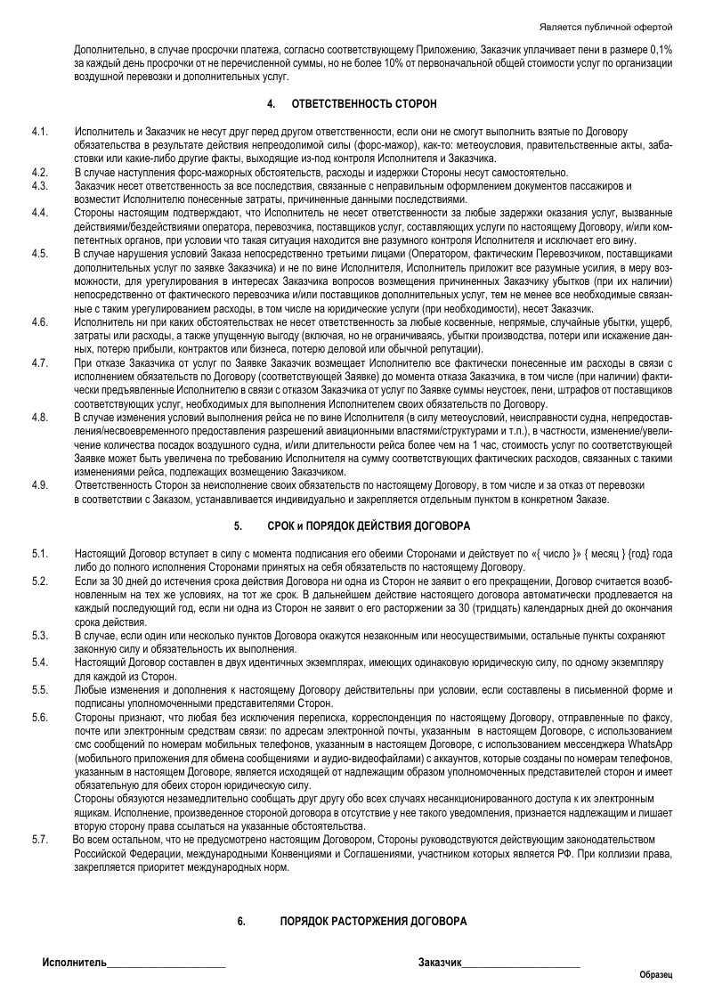 Является публичной офертой
Дополнительно, в случае просрочки платежа, согласно соответствующему Приложению, Заказчик уплачивает пени в размере 0,1%
за каждый день просрочки от не перечисленной суммы, но не более 10% от первоначальной общей стоимости услуг по организации
воздушной перевозки и дополнительных услуг.
4. ОТВЕТСТВЕННОСТЬ СТОРОН
4.1. Исполнитель и Заказчик не несут друг перед другом ответственности, если они не смогут выполнить взятые по Договору
обязательства в результате действия непреодолимой силы (форс-мажор), как-то: метеоусловия, правительственные акты, заба-
стовки или какие-либо другие факты, выходящие из-под контроля Исполнителя и Заказчика.
4.2. В случае наступления форс-мажорных обстоятельств, расходы и издержки Стороны несут самостоятельно.
4.3. Заказчик несет ответственность за все последствия, связанные с неправильным оформлением документов пассажиров и
возместит Исполнителю понесенные затраты, причиненные данными последствиями.
4.4. Стороны настоящим подтверждают, что Исполнитель не несет ответственности за любые задержки оказания услуг, вызванные
действиями/бездействиями оператора, перевозчика, поставщиков услуг, составляющих услуги по настоящему Договору, и/или ком-
петентных органов, при условии что такая ситуация находится вне разумного контроля Исполнителя и исключает его вину.
4.5. В случае нарушения условий Заказа непосредственно третьими лицами (Оператором, фактическим Перевозчиком, поставщиками
дополнительных услуг по заявке Заказчика) и не по вине Исполнителя, Исполнитель приложит все разумные усилия, в меру воз-
можности, для урегулирования в интересах Заказчика вопросов возмещения причиненных Заказчику убытков (при их наличии)
непосредственно от фактического перевозчика и/или поставщиков дополнительных услуг, тем не менее все необходимые связан-
ные с таким урегулированием расходы, в том числе на юридические услуги (при необходимости), несет Заказчик.
4.6. Исполнитель ни при каких обстоятельствах не несет ответственность за любые косвенные, непрямые, случайные убытки, ущерб,
затраты или расходы, а также упущенную выгоду (включая, но не ограничиваясь, убытки производства, потери или искажение дан-
ных, потерю прибыли, контрактов или бизнеса, потерю деловой или обычной репутации).
4.7. При отказе Заказчика от услуг по Заявке Заказчик возмещает Исполнителю все фактически понесенные им расходы в связи с
исполнением обязательств по Договору (соответствующей Заявке) до момента отказа Заказчика, в том числе (при наличии) факти-
чески предъявленные Исполнителю в связи с отказом Заказчика от услуг по Заявке суммы неустоек, пени, штрафов от поставщиков
соответствующих услуг, необходимых для выполнения Исполнителем своих обязательств по Договору.
4.8. В случае изменения условий выполнения рейса не по вине Исполнителя (в силу метеоусловий, неисправности судна, непредостав-
ления/несвоевременного предоставления разрешений авиационными властями/структурами и т.п.), в частности, изменение/увели-
чение количества посадок воздушного судна, и/или длительности рейса более чем на 1 час, стоимость услуг по соответствующей
Заявке может быть увеличена по требованию Исполнителя на сумму соответствующих фактических расходов, связанных с такими
изменениями рейса, подлежащих возмещению Заказчиком.
4.9. Ответственность Сторон за неисполнение своих обязательств по настоящему Договору, в том числе и за отказ от перевозки
в соответствии с Заказом, устанавливается индивидуально и закрепляется отдельным пунктом в конкретном Заказе.
5. СРОК и ПОРЯДОК ДЕЙСТВИЯ ДОГОВОРА
5.1. Настоящий Договор вступает в силу с момента подписания его обеими Сторонами и действует по «{ число }» { месяц } {год} года
либо до полного исполнения Сторонами принятых на себя обязательств по настоящему Договору.
5.2. Если за 30 дней до истечения срока действия Договора ни одна из Сторон не заявит о его прекращении, Договор считается возоб-
новленным на тех же условиях, на тот же срок. В дальнейшем действие настоящего договора автоматически продлевается на
каждый последующий год, если ни одна из Сторон не заявит о его расторжении за 30 (тридцать) календарных дней до окончания
срока действия.
5.3. В случае, если один или несколько пунктов Договора окажутся незаконным или неосуществимыми, остальные пункты сохраняют
законную силу и обязательность их выполнения.
5.4. Настоящий Договор составлен в двух идентичных экземплярах, имеющих одинаковую юридическую силу, по одному экземпляру
для каждой из Сторон.
5.5. Любые изменения и дополнения к настоящему Договору действительны при условии, если составлены в письменной форме и
подписаны уполномоченными представителями Сторон.
5.6. Стороны признают, что любая без исключения переписка, корреспонденция по настоящему Договору, отправленные по факсу,
почте или электронным средствам связи: по адресам электронной почты, указанным в настоящем Договоре, с использованием
смс сообщений по номерам мобильных телефонов, указанным в настоящем Договоре, с использованием мессенджера WhatsApp
(мобильного приложения для обмена сообщениями и аудио-видеофайлами) с аккаунтов, которые созданы по номерам телефонов,
указанным в настоящем Договоре, является исходящей от надлежащим образом уполномоченных представителей сторон и имеет
обязательную для обеих сторон юридическую силу.
Стороны обязуются незамедлительно сообщать друг другу обо всех случаях несанкционированного доступа к их электронным
ящикам. Исполнение, произведенное стороной договора в отсутствие у нее такого уведомления, признается надлежащим и лишает
вторую сторону права ссылаться на указанные обстоятельства.
5.7. Во всем остальном, что не предусмотрено настоящим Договором, Стороны руководствуются действующим законодательством
Российской Федерации, международными Конвенциями и Соглашениями, участником которых является РФ. При коллизии права,
закрепляется приоритет международных норм.
6. ПОРЯДОК РАСТОРЖЕНИЯ ДОГОВОРА
Исполнитель______________________ Заказчик______________________
Образец